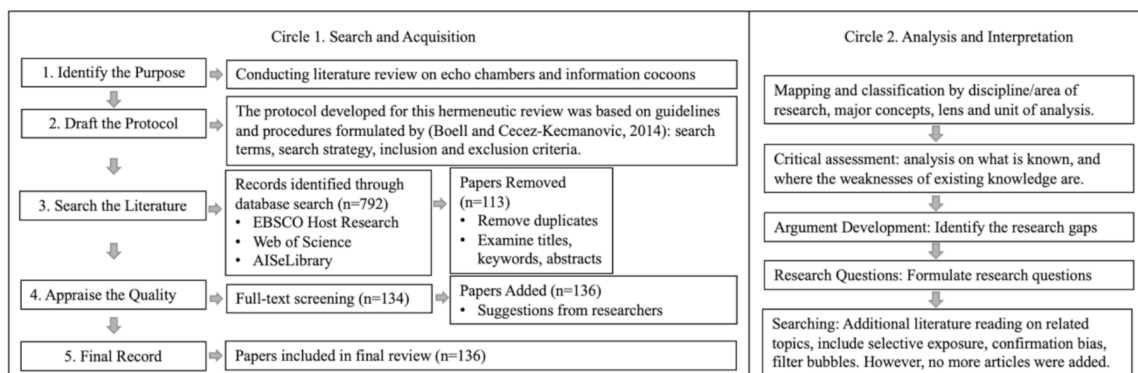 Circle 1. Search and Acquisition
1. Identify the Purpose
Conducting literature review on echo chambers and information cocoons
2. Draft the Protocol
The protocol developed for this hermeneutic review was based on guidelines
and procedures formulated by (Boell and Cecez-Kecmanovic, 2014): search
terms, search strategy, inclusion and exclusion criteria.
3. Search the Literature
Records identified through
database search (n=792)
• EBSCO Host Research
• Web of Science
• AISeLibrary
Papers Removed
(n=113)
• Remove duplicates
• Examine titles,
keywords, abstracts
4. Appraise the Quality
Full-text screening (n=134)
Papers Added (n=136)
• Suggestions from researchers
5. Final Record
Papers included in final review (n=136)
Circle 2. Analysis and Interpretation
Mapping and classification by discipline/area of
research, major concepts, lens and unit of analysis.
Critical assessment: analysis on what is known, and
where the weaknesses of existing knowledge are.
Argument Development: Identify the research gaps
Research Questions: Formulate research questions
Searching: Additional literature reading on related
topics, include selective exposure, confirmation bias,
filter bubbles. However, no more articles were added.